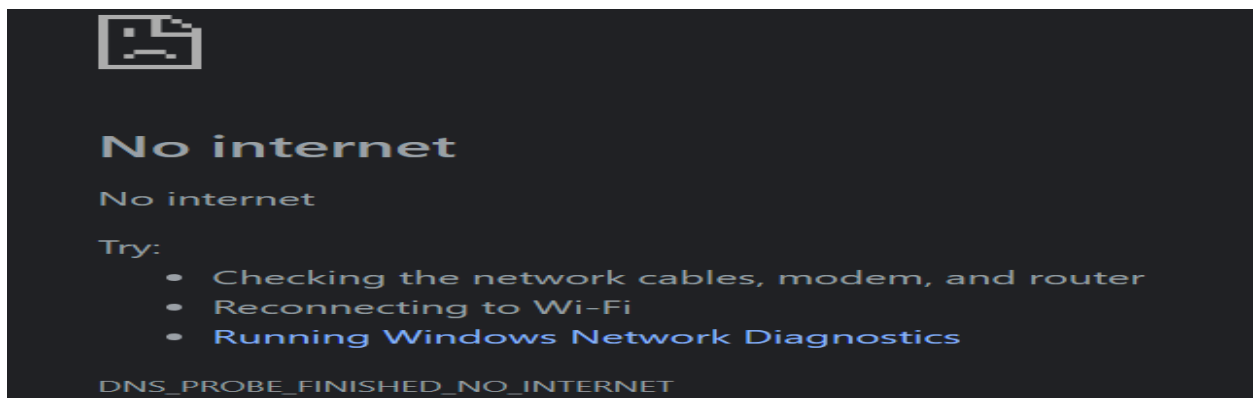 No internet
No internet
Try:
• Checking the network cables, modem, and router
• Reconnecting to Wi-Fi
• Running Windows Network Diagnostics
DNS_PROBE_FINISHED_NO_INTERNET